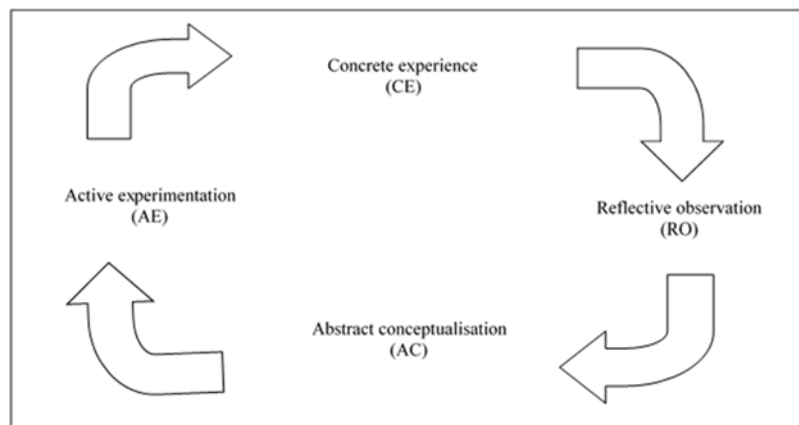 Concrete experience
(CE)
Active experimentation
(AE)
Reflective observation
(RO)
Abstract conceptualisation
(AC)